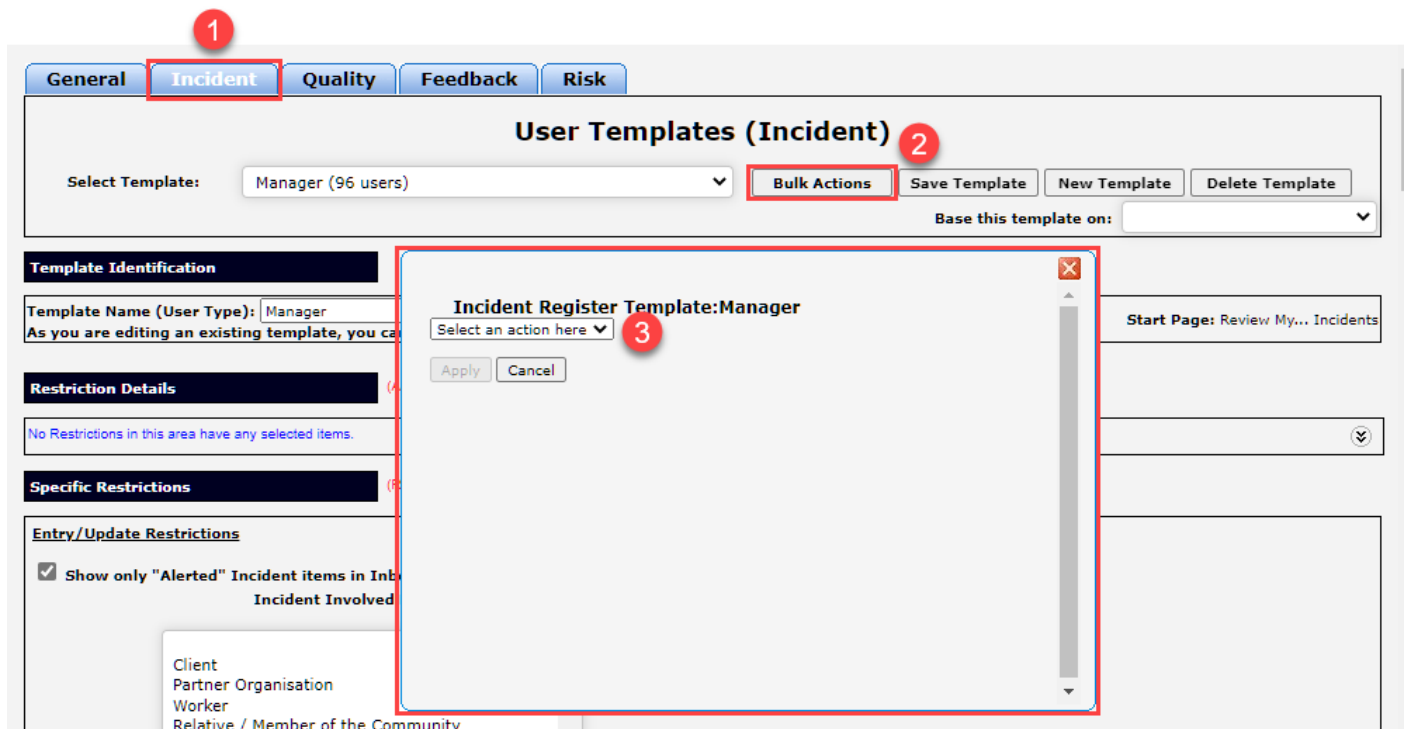 1
General Incident Quality Feedback Risk
User Templates (Incident)
2
Select Template: Manager (96 users) Bulk Actions Save Template New Template Delete Template
Base this template on:
Template Identification
Template Name (User Type): Manager
As you are editing an existing template, you ca
Start Page: Review My... Incidents
Incident Register Template:Manager
Select an action here 3
Apply Cancel
Restriction Details
No Restrictions in this area have any selected items.
Specific Restrictions
Entry/Update Restrictions
Show only "Alerted" Incident items in Inb
Incident Involved
Client
Partner Organisation
Worker
Relative / Member of the Community